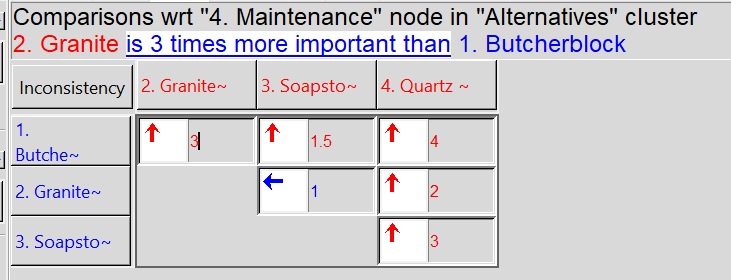 Comparisons wrt "4. Maintenance" node in "Alternatives" cluster
2. Granite is 3 times more important than 1. Butcherblock
Inconsistency 2. Granite~ 3. Soapsto~ 4. Quartz ~
1.
Butche~ 3 1.5 4
2. Granite~ 1 2
3. Soapsto~ 3